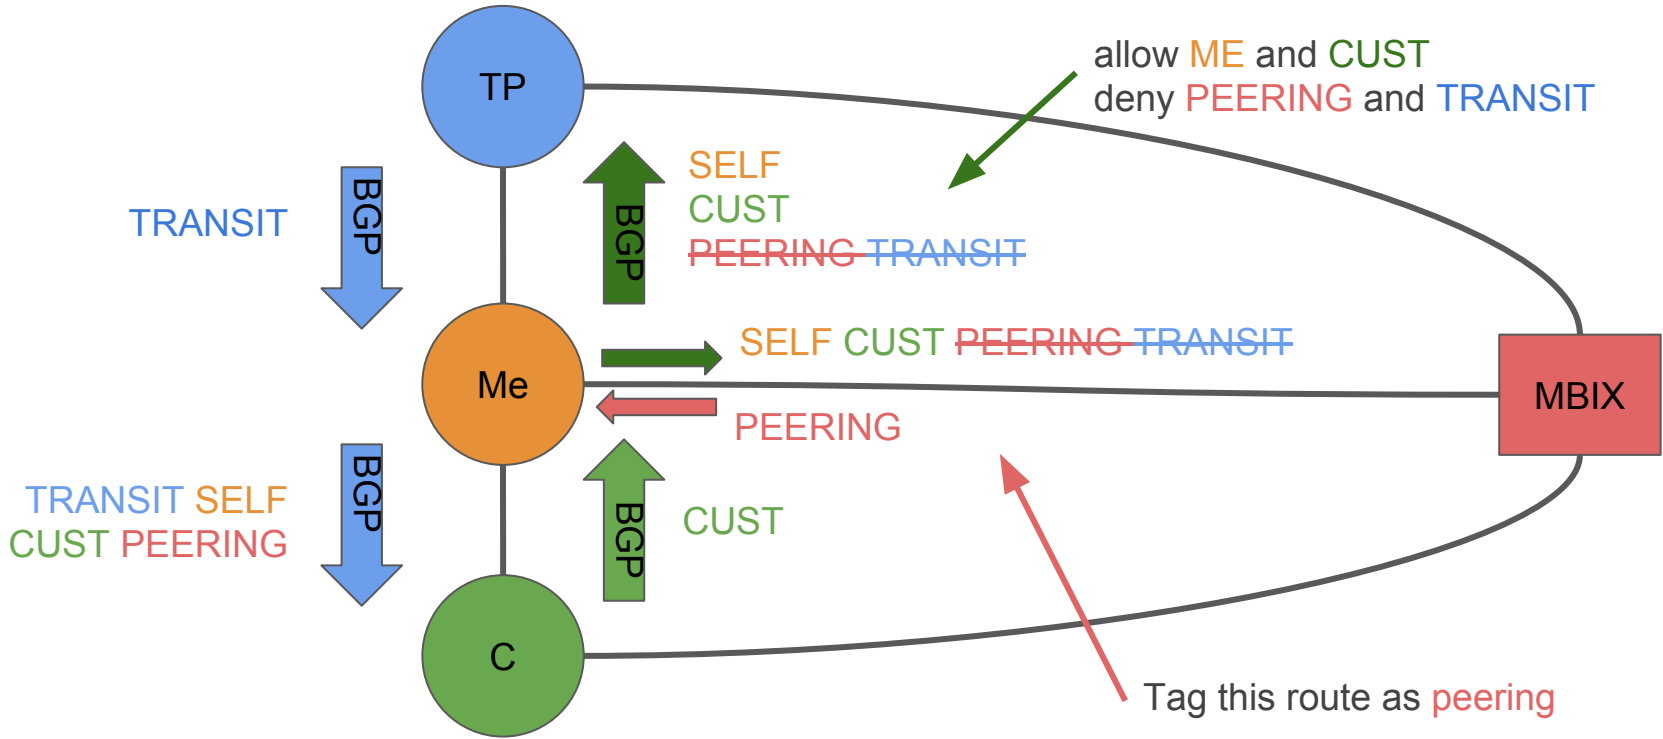 TP
allow ME and CUST
deny PEERING and TRANSIT
BGP
TRANSIT
BGP
SELF
CUST
PEERING TRANSIT
SELF CUST PEERING TRANSIT
Me
MBIX
PEERING
BGP
TRANSIT SELF
CUST PEERING
BGP
CUST
C
Tag this route as peering